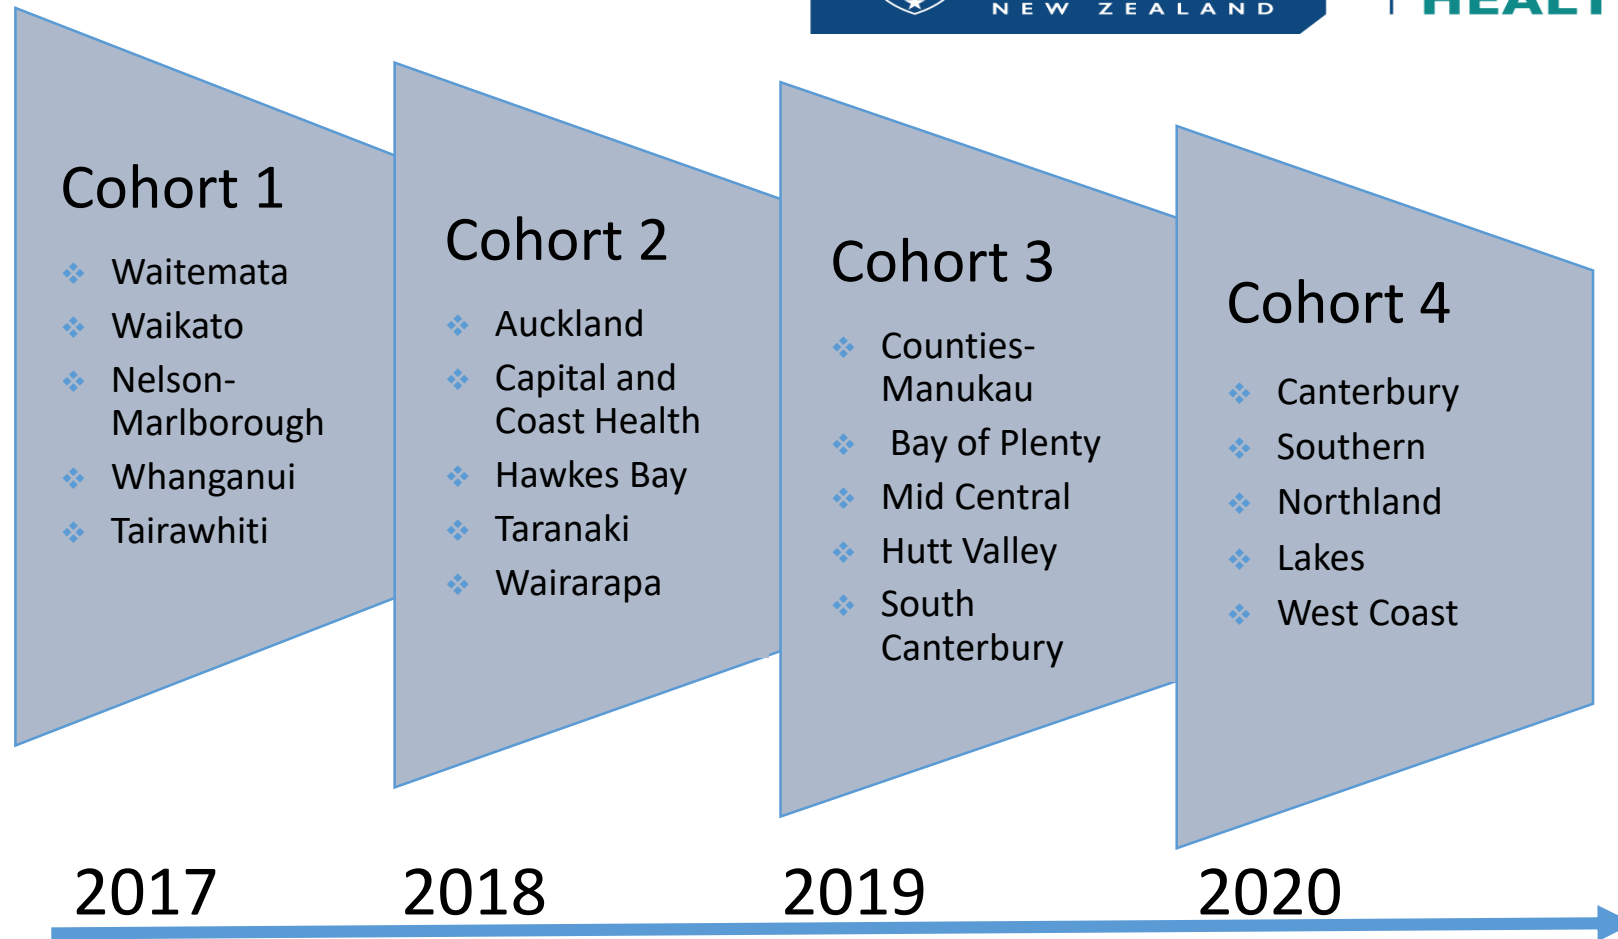 NEW ZEALAND
Cohort 1
Waitemata
Waikato
Nelson-
Marlborough
Whanganui
Tairawhiti
Cohort 2
Auckland
Capital and
Coast Health
Hawkes Bay
Taranaki
Wairarapa
Cohort 3
Counties-
Manukau
Bay of Plenty
Mid Central
Hutt Valley
South
Canterbury
Cohort 4
Canterbury
Southern
Northland
Lakes
West Coast
2017 2018 2019 2020